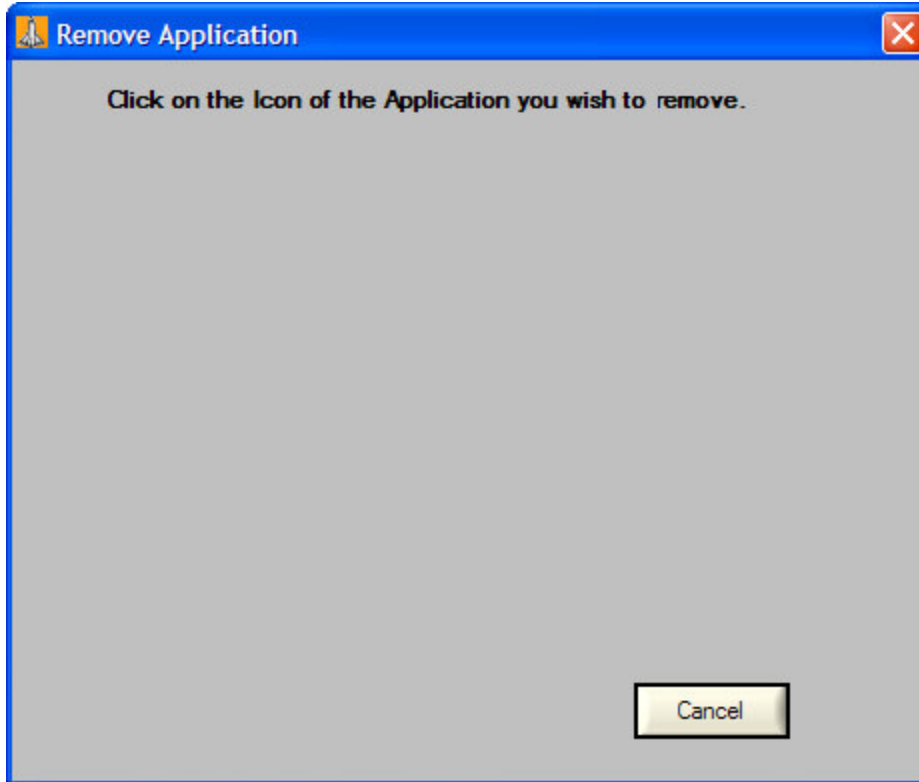 Remove Application
Click on the Icon of the Application you wish to remove.
Cancel